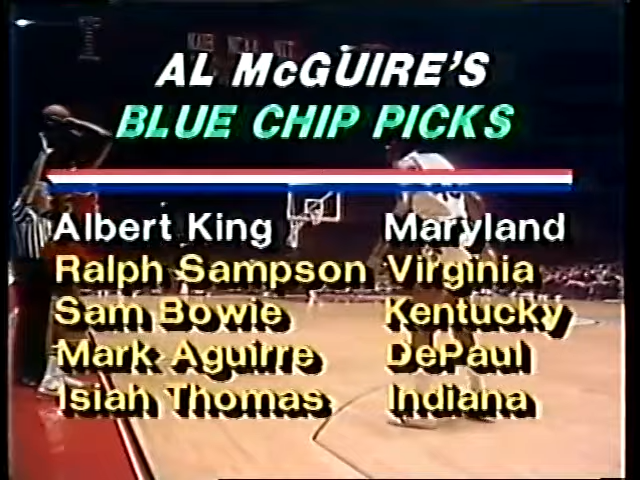 AL McGUIRE'S
BLUE CHIP PICKS
Albert King Maryland
Ralph Sampson Virginia
Sam Bowie Kentucky
Mark Aguirre DePaul
Isiah Thomas Indiana